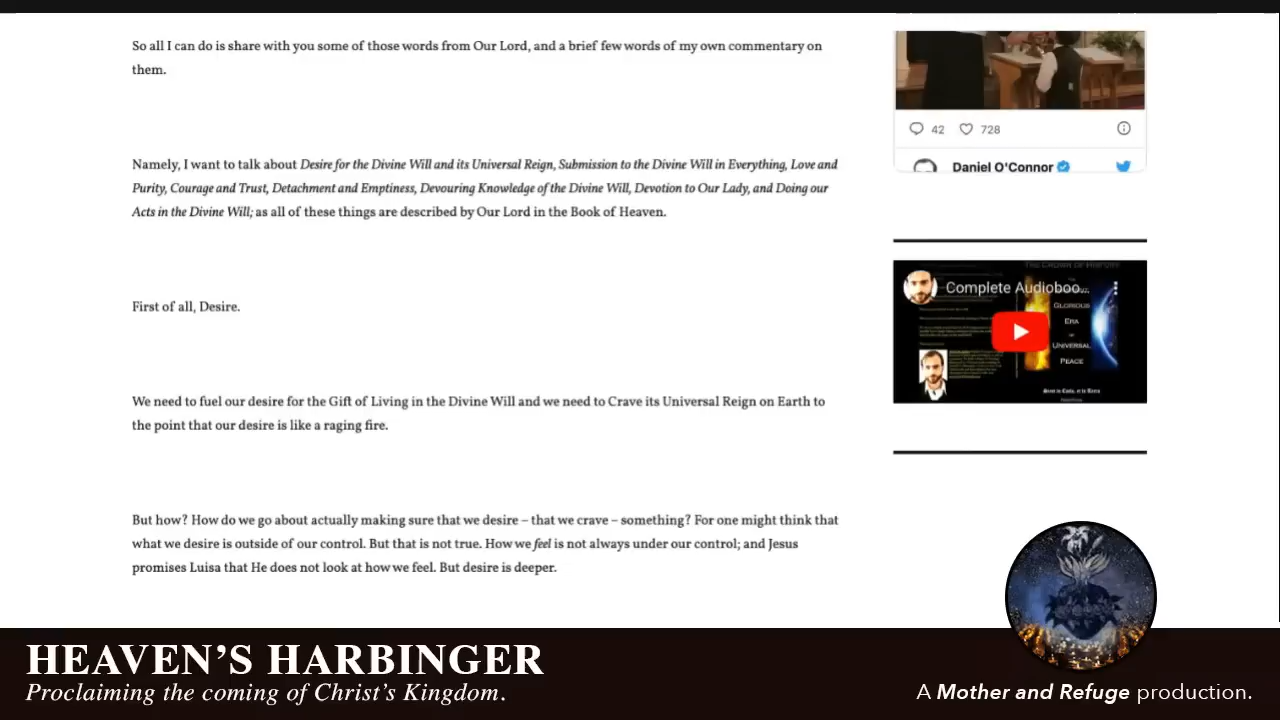 So all I can do is share with you some of those words from Our Lord, and a brief few words of my own commentary on
them.
Namely, I want to talk about Desire for the Divine Will and its Universal Reign, Submission to the Divine Will in Everything, Love and
Purity, Courage and Trust, Detachment and Emptiness, Devouring Knowledge of the Divine Will, Devotion to Our Lady, and Doing our
Acts in the Divine Will; as all of these things are described by Our Lord in the Book of Heaven.
First of all, Desire.
We need to fuel our desire for the Gift of Living in the Divine Will and we need to Crave its Universal Reign on Earth to
the point that our desire is like a raging fire.
But how? How do we go about actually making sure that we desire – that we crave – something? For one might think that
what we desire is outside of our control. But that is not true. How we feel is not always under our control; and Jesus
promises Luisa that He does not look at how we feel. But desire is deeper.
42 728
Daniel O'Connor
THE CROWN OF HISTORY
Complete Audioboo...
GLORIOUS
ERA
OF
UNIVERSAL
PEACE
HEAVEN'S HARBINGER
Proclaiming the coming of Christ's Kingdom.
A Mother and Refuge production.